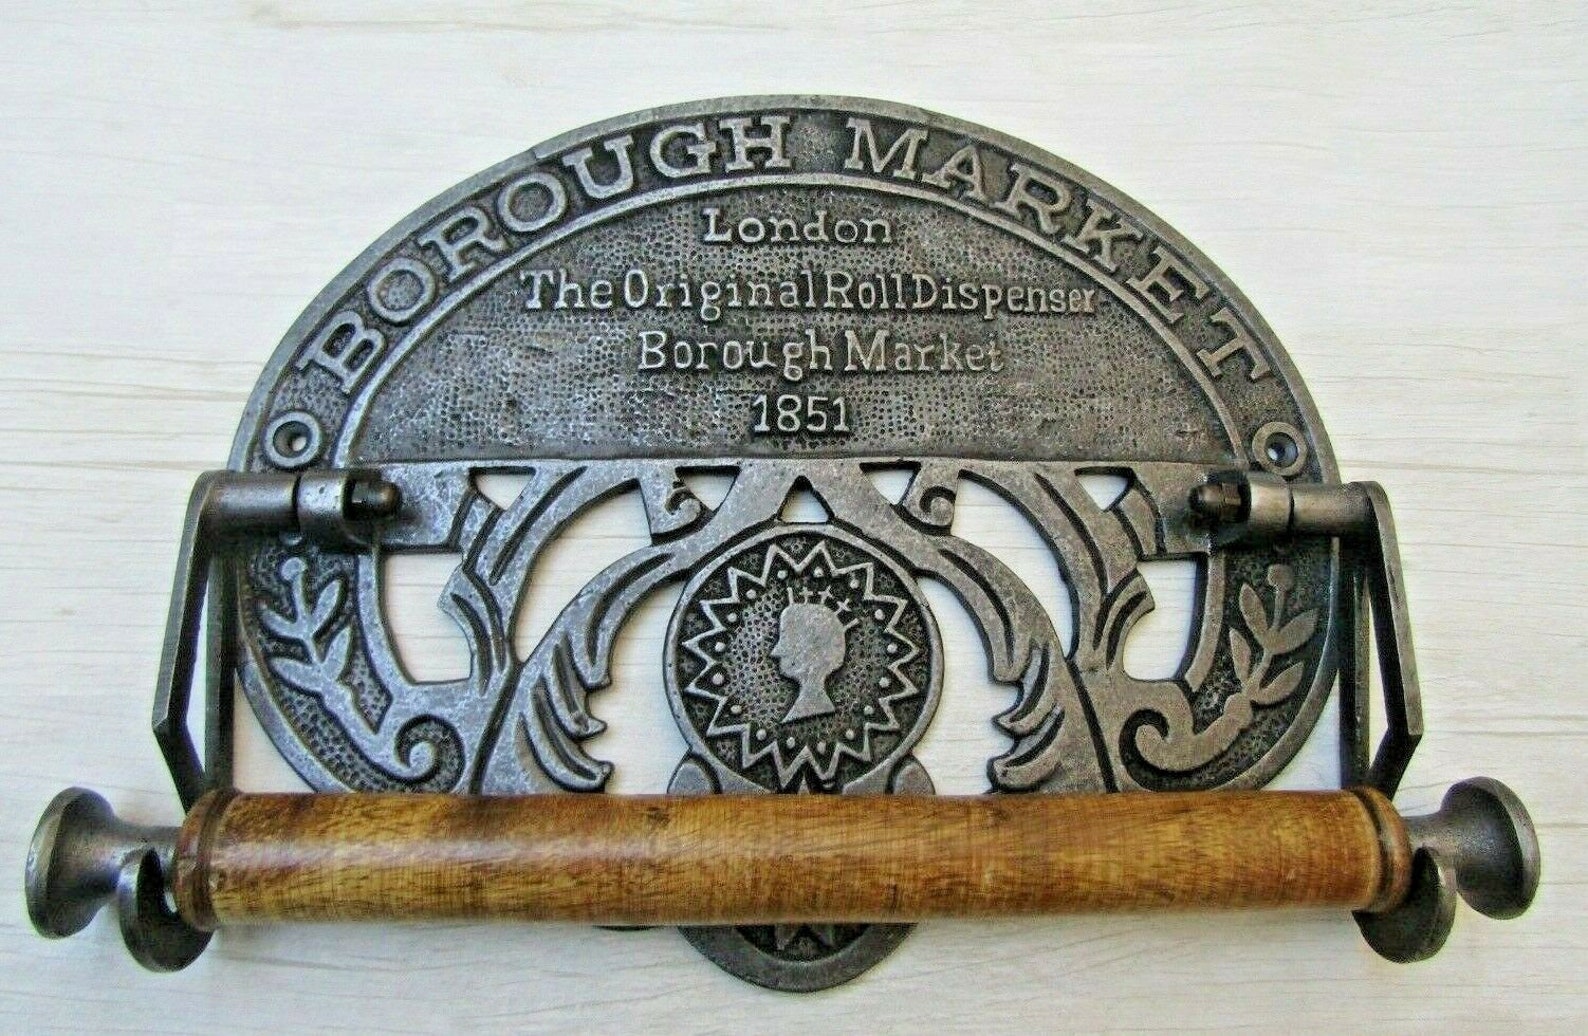 BOROUGH MARKET
London
The Original Roll Dispenser
Borough Market
1851